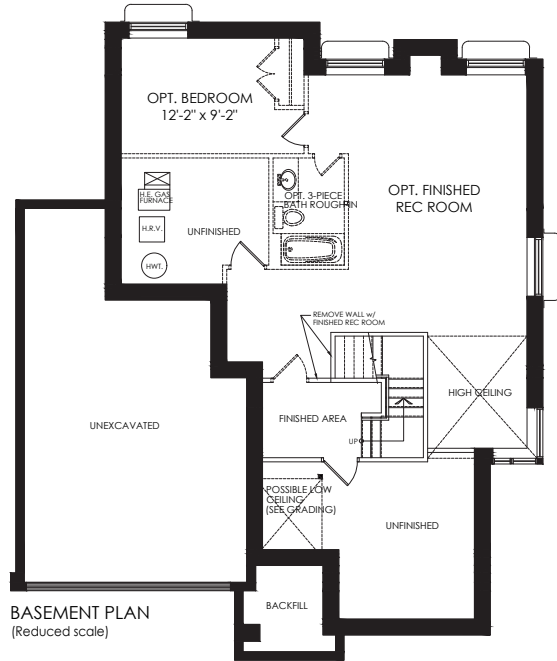 OPT. BEDROOM
12'-2" x 9'-2"
H.E. GAS
FURNACE
H.R.V.
HWT.
UNFINISHED
OPT. 3-PIECE
BATH ROUGH-IN
OPT. FINISHED
REC ROOM
REMOVE WALL w/
FINISHED REC ROOM
HIGH CEILING
FINISHED AREA
UP
UNEXCAVATED
POSSIBLE LOW
CEILING
(SEE GRADING)
UNFINISHED
BACKFILL
BASEMENT PLAN
(Reduced scale)